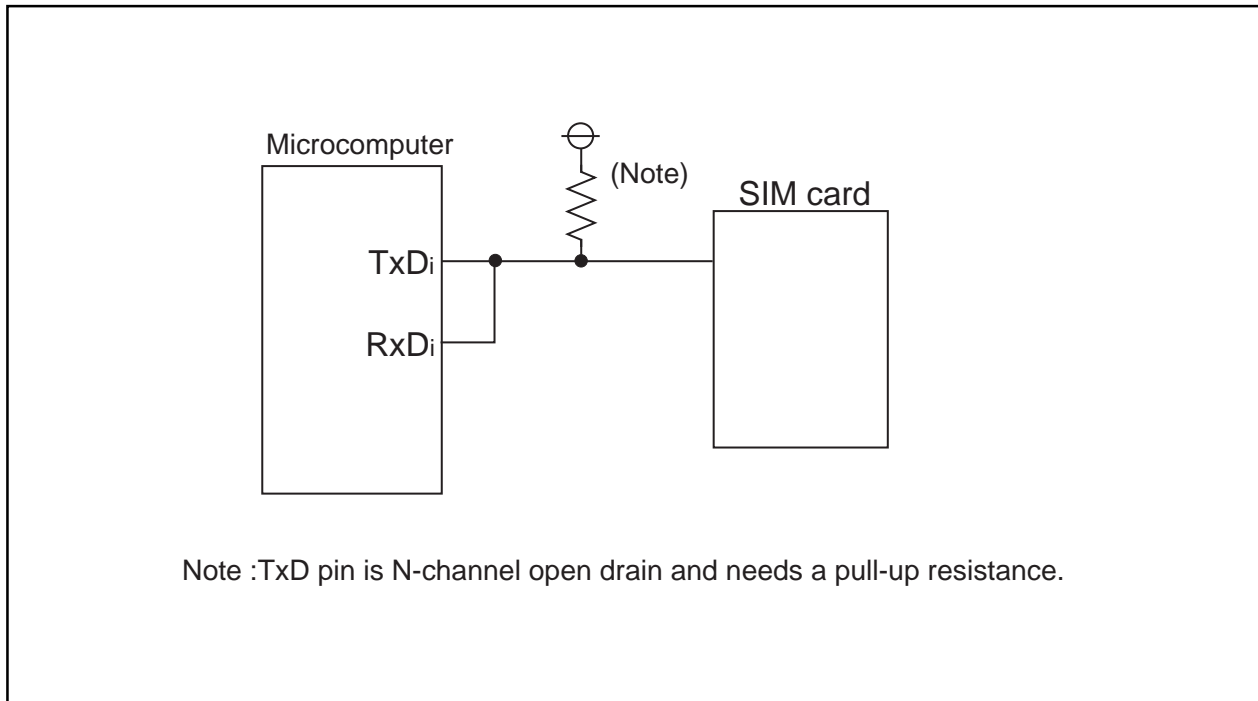 Microcomputer
(Note)
SIM card
TxDi
RxDi
Note :TxD pin is N-channel open drain and needs a pull-up resistance.